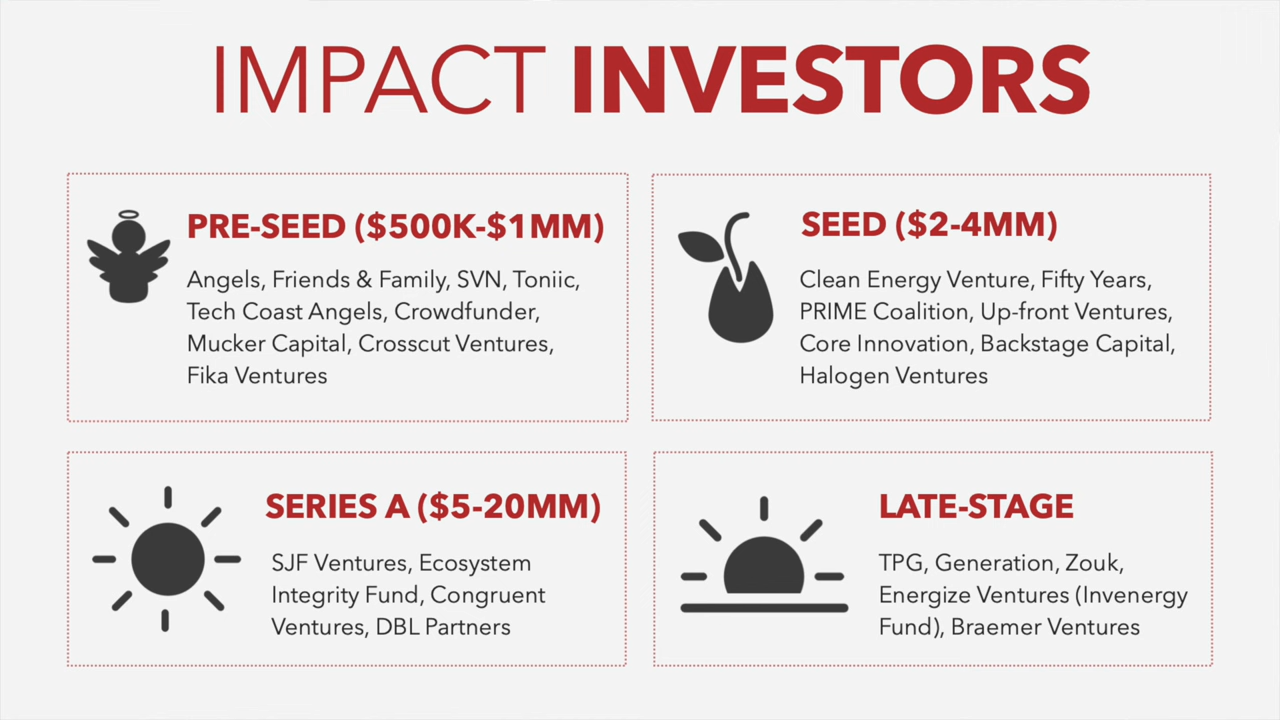 IMPACT INVESTORS
PRE-SEED ($500K-$1MM)
Angels, Friends & Family, SVN, Toniic,
Tech Coast Angels, Crowdfunder,
Mucker Capital, Crosscut Ventures,
Fika Ventures
SEED ($2-4MM)
Clean Energy Venture, Fifty Years,
PRIME Coalition, Up-front Ventures,
Core Innovation, Backstage Capital,
Halogen Ventures
SERIES A ($5-20MM)
SJF Ventures, Ecosystem
Integrity Fund, Congruent
Ventures, DBL Partners
LATE-STAGE
TPG, Generation, Zouk,
Energize Ventures (Invenergy
Fund), Braemer Ventures